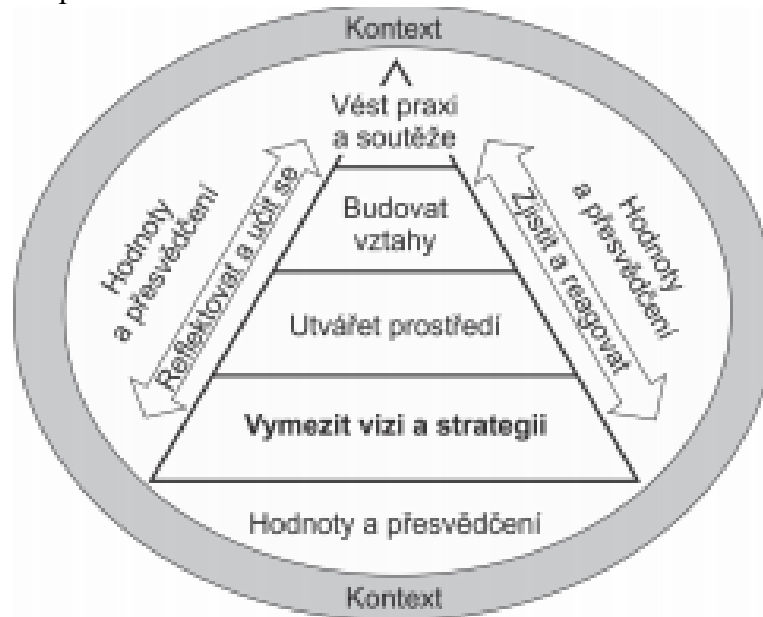 Kontext
Vést praxi
a soutěže
Hodnoty
a přesvědčení
Reflektovat a učit se
Zjistit a reagovat
Hodnoty
a přesvědčení
Budovat
vztahy
Utvářet prostředí
Vymezit vizi a strategii
Hodnoty a přesvědčení
Kontext